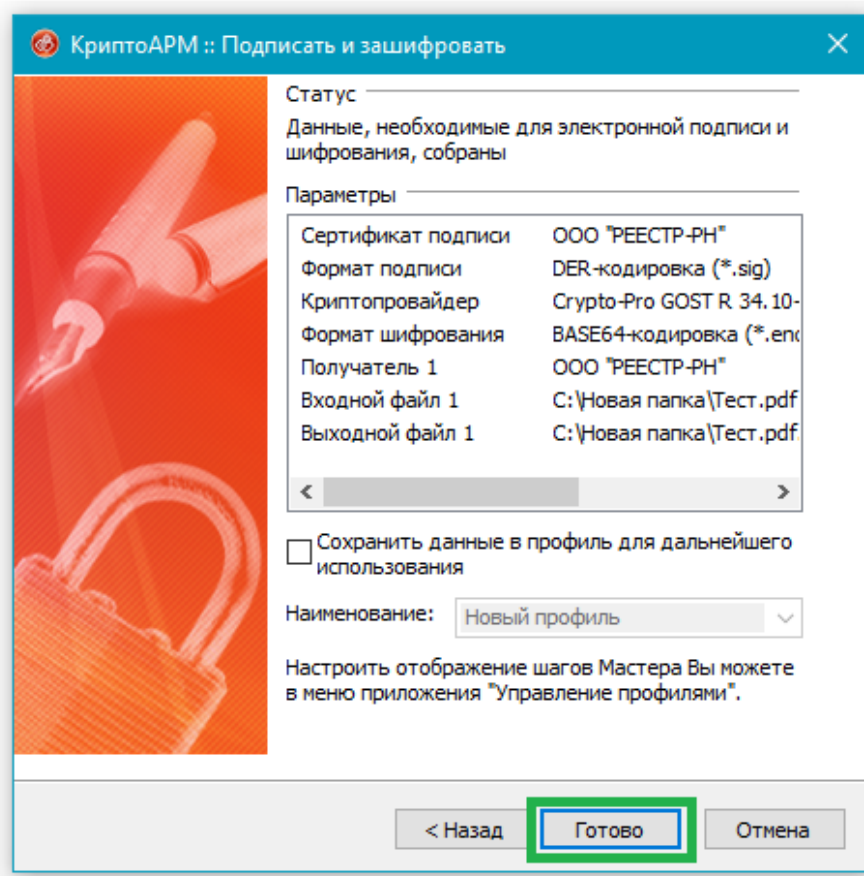 КриптоАРМ :: Подписать и зашифровать
Статус
Данные, необходимые для электронной подписи и
шифрования, собраны
Параметры
Сертификат подписи ООО "РЕЕСТР-РН"
Формат подписи DER-кодировка (*.sig)
Криптопровайдер Crypto-Pro GOST R 34.10-
Формат шифрования BASE64-кодировка (*.enc
Получатель 1 ООО "РЕЕСТР-РН"
Входной файл 1 C:\Новая папка\Тест.pdf
Выходной файл 1 C:\Новая папка\Тест.pdf.
Сохранить данные в профиль для дальнейшего
использования
Наименование: Новый профиль
Настроить отображение шагов Мастера Вы можете
в меню приложения "Управление профилями".
< Назад Готово Отмена